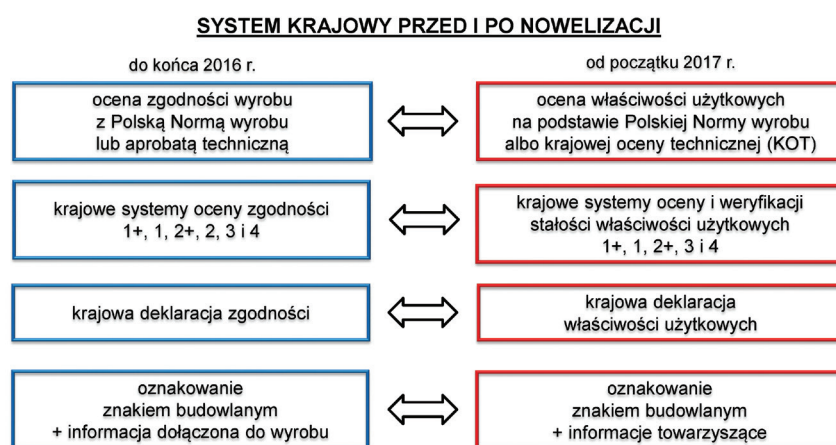 SYSTEM KRAJOWY PRZED I PO NOWELIZACJI
do końca 2016 r.
od początku 2017 r.
ocena zgodności wyrobu
z Polską Normą wyrobu
lub aprobatą techniczną
ocena właściwości użytkowych
na podstawie Polskiej Normy wyrobu
albo krajowej oceny technicznej (KOT)
krajowe systemy oceny zgodności
1+, 1, 2+, 2, 3 i 4
krajowe systemy oceny i weryfikacji
stałości właściwości użytkowych
1+, 1, 2+, 3 i 4
krajowa deklaracja zgodności
krajowa deklaracja
właściwości użytkowych
oznakowanie
znakiem budowlanym
+ informacja dołączona do wyrobu
oznakowanie
znakiem budowlanym
+ informacje towarzyszące